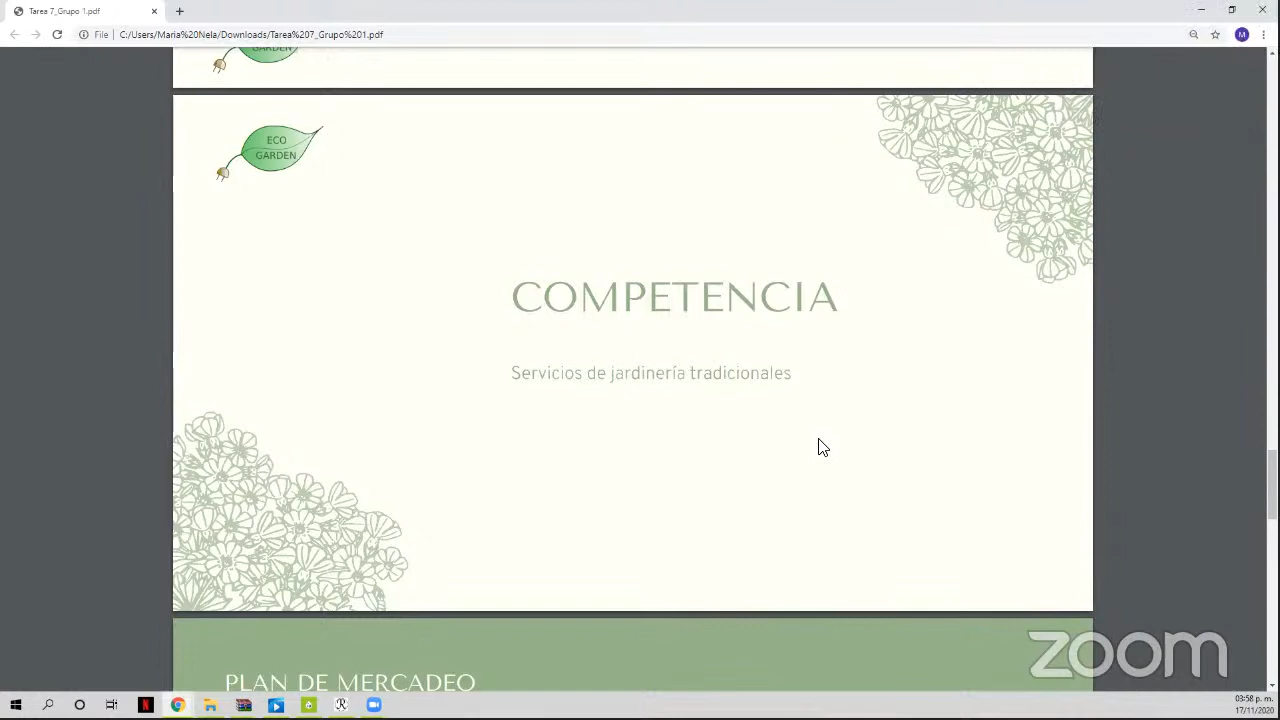 Tarea 7_Grupo 1.pdf
File
C:/Users/Maria%20Nela/Downloads/Tarea%207_Grupo%201.pdf
M
GARDEN
ECO
GARDEN
COMPETENCIA
Servicios de jardinería tradicionales
PLAN DE MERCADEO
zoom
N
R
03:58 p. m.
17/11/2020